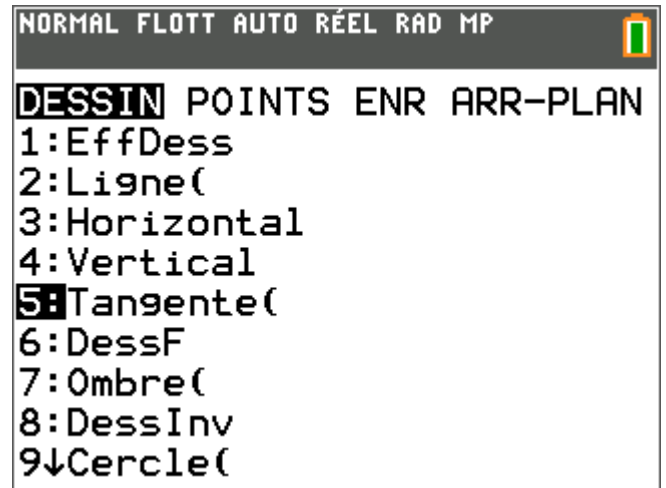 NORMAL FLOTT AUTO RÉEL RAD MP
DESSIN POINTS ENR ARR-PLAN
1:EffDess
2:Ligne(
3:Horizontal
4:Vertical
5:Tangente(
6:DessF
7:Ombre(
8:DessInv
9↓Cercle(